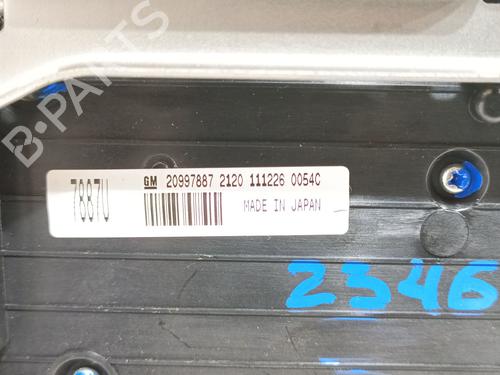 B-PARTS
7887U
GM 20997887 2120 111226 0054C
MADE IN JAPAN
2346